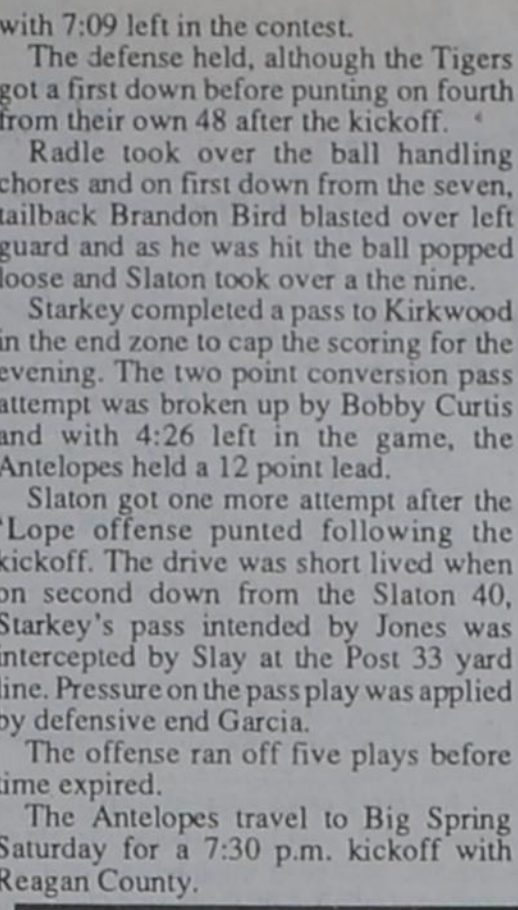 with 7:09 left in the contest.
The defense held, although the Tigers
got a first down before punting on fourth
from their own 48 after the kickoff.
Radle took over the ball handling
chores and on first down from the seven,
tailback Brandon Bird blasted over left
guard and as he was hit the ball popped
loose and Slaton took over a the nine.
Starkey completed a pass to Kirkwood
in the end zone to cap the scoring for the
evening. The two point conversion pass
attempt was broken up by Bobby Curtis
and with 4:26 left in the game, the
Antelopes held a 12 point lead.
Slaton got one more attempt after the
'Lope offense punted following the
kickoff. The drive was short lived when
on second down from the Slaton 40,
Starkey's pass intended by Jones was
intercepted by Slay at the Post 33 yard
line. Pressure on the pass play was applied
by defensive end Garcia.
The offense ran off five plays before
time expired.
The Antelopes travel to Big Spring
Saturday for a 7:30 p.m. kickoff with
Reagan County.